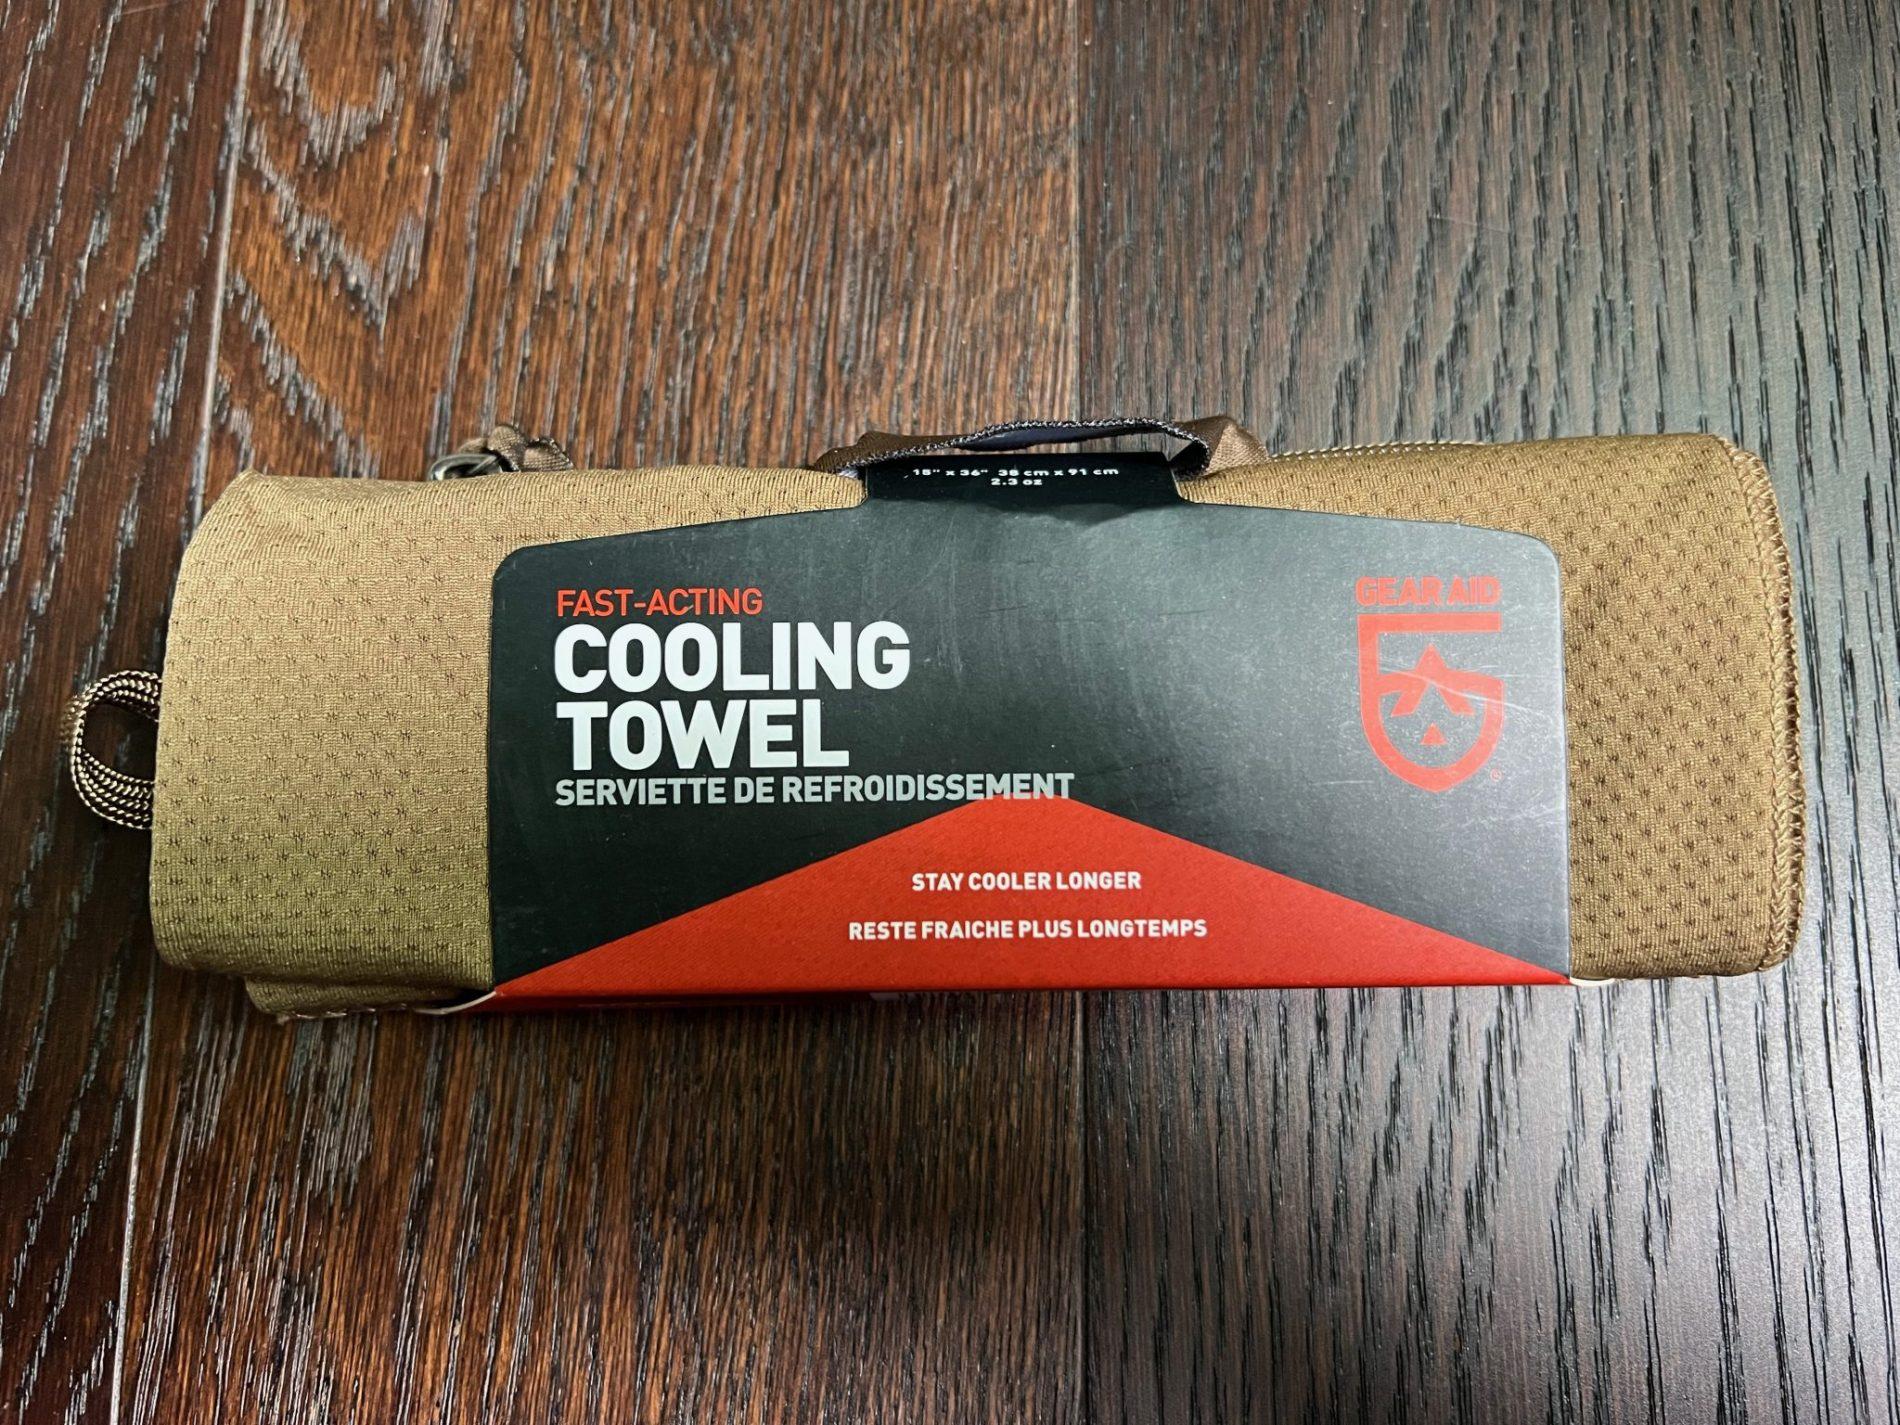 15" x 36" 38 cm x 91 cm
2.3 oz
FAST-ACTING
COOLING
TOWEL
SERVIETTE DE REFROIDISSEMENT
GEAR AID
STAY COOLER LONGER
RESTE FRAICHE PLUS LONGTEMPS